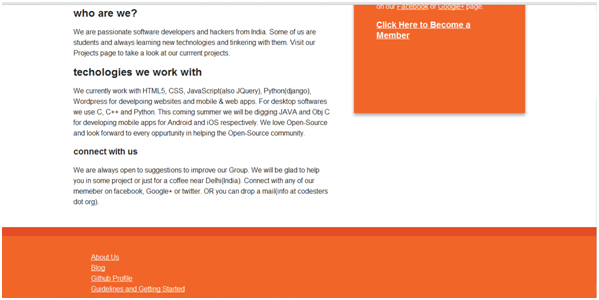 who are we?
We are passionate software developers and hackers from India. Some of us are
students and always learning new technologies and tinkering with them. Visit our
Projects page to take a look at our current projects.
techologies we work with
We currently work with HTML5, CSS, JavaScript(also JQuery), Python(django),
Wordpress for develpoing websites and mobile & web apps. For desktop softwares
we use C, C++ and Python. This coming summer we will be digging JAVA and Obj C
for developing mobile apps for Android and iOS respectively. We love Open-Source
and look forward to every oppurtunity in helping the Open-Source community.
connect with us
We are always open to suggestions to improve our Group. We will be glad to help
you in some project or just for a coffee near Delhi(India). Connect with any of our
memeber on facebook, Google+ or twitter. OR you can drop a mail(info at codesters
dot org).
on our Facebook or Google+ page.
Click Here to Become a
Member
About Us
Blog
Github Profile
Guidelines and Getting Started